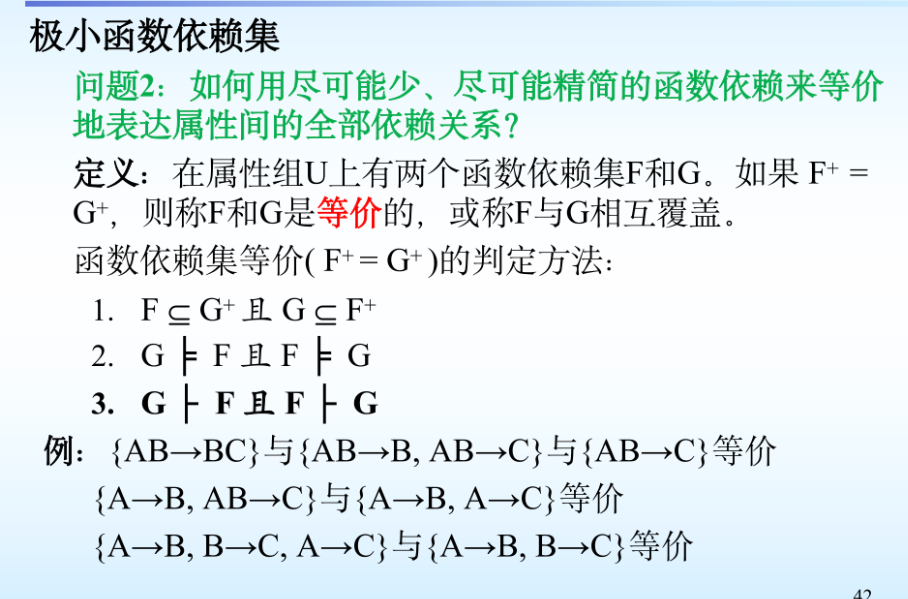 极小函数依赖集
问题2：如何用尽可能少、尽可能精简的函数依赖来等价
地表达属性间的全部依赖关系？
定义：在属性组U上有两个函数依赖集F和G。如果 F⁺ =
G⁺，则称F和G是等价的，或称F与G相互覆盖。
函数依赖集等价( F⁺ = G⁺ )的判定方法：
1. F ⊆ G⁺ 且 G ⊆ F⁺
2. G ⊨ F 且 F ⊨ G
3. G ⊢ F 且 F ⊢ G
例：{AB→BC}与{AB→B, AB→C}与{AB→C}等价
{A→B, AB→C}与{A→B, A→C}等价
{A→B, B→C, A→C}与{A→B, B→C}等价
42